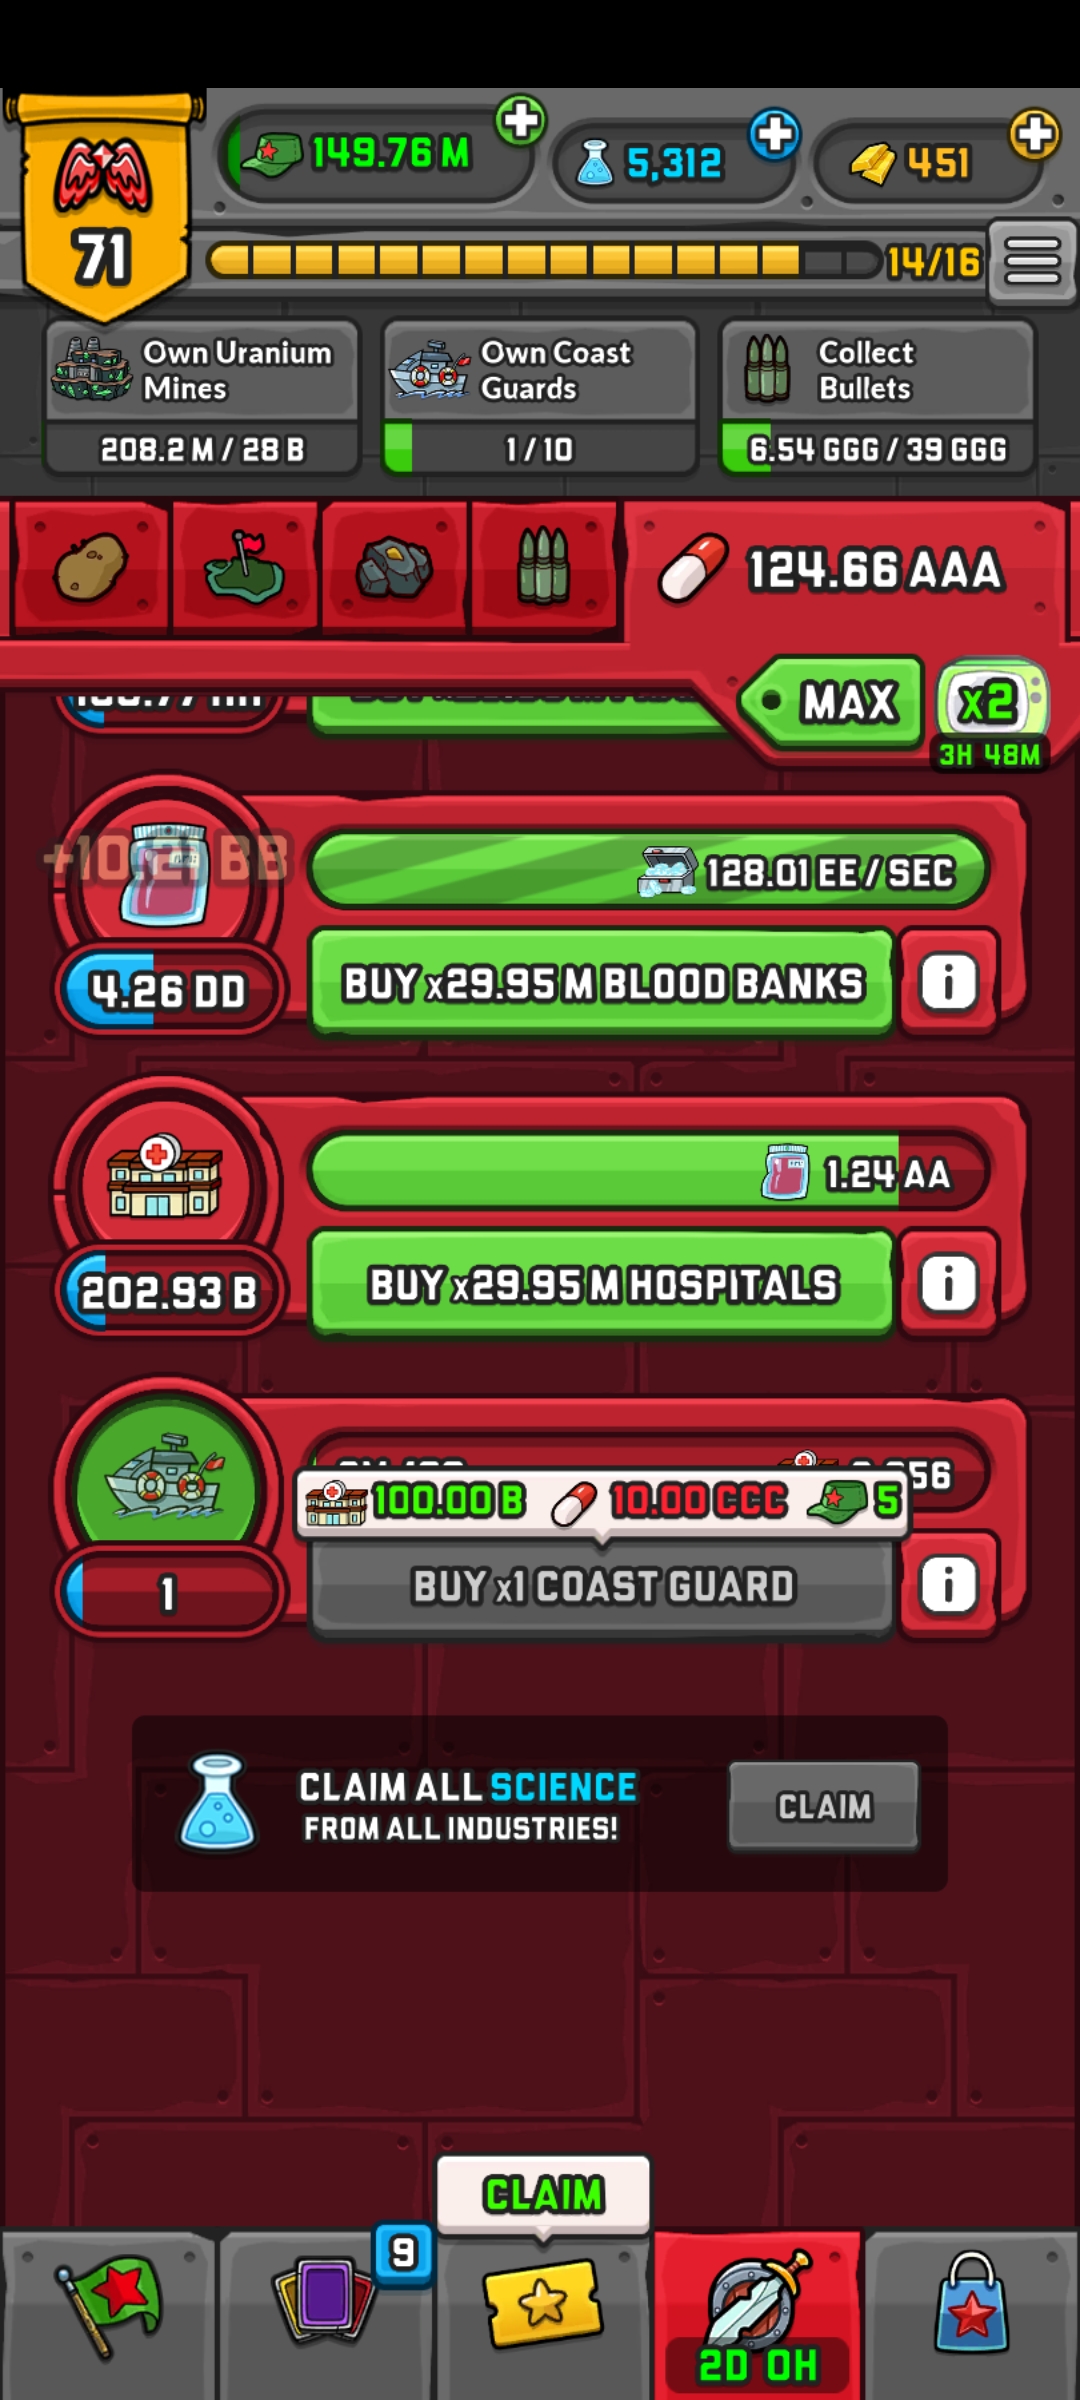 149.76 M
5,312
451
71
14/16
Own Uranium
Mines
208.2 M / 28 B
Own Coast
Guards
1 / 10
Collect
Bullets
6.54 GGG / 39 GGG
124.66 AAA
MAX
x2
3H 48M
+10.21 BB
128.01 EE / SEC
4.26 DD
BUY x29.95 M BLOOD BANKS
i
1.24 AA
202.93 B
BUY x29.95 M HOSPITALS
i
56
100.00 B
10.00 CCC
5
1
BUY x1 COAST GUARD
i
CLAIM ALL SCIENCE
FROM ALL INDUSTRIES!
CLAIM
CLAIM
9
2D 0H